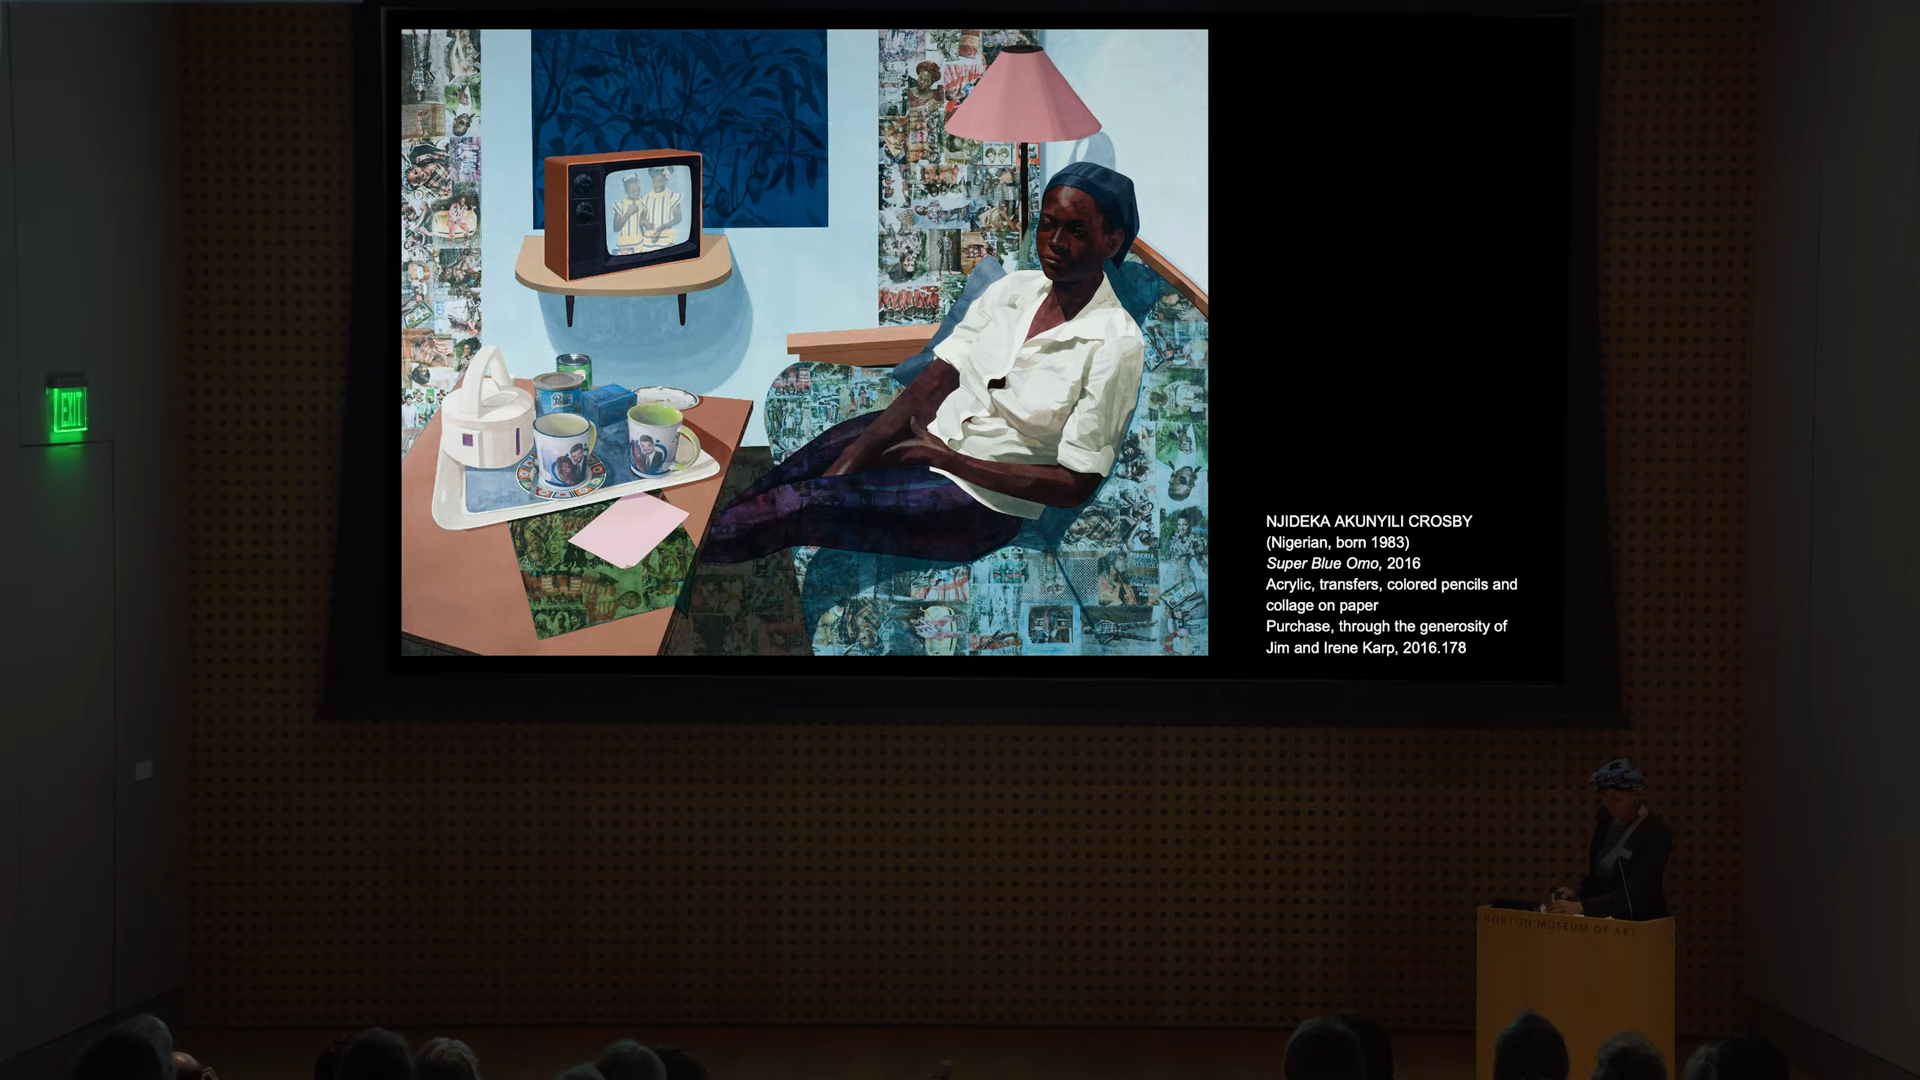 EXIT
NJIDEKA AKUNYILI CROSBY
(Nigerian, born 1983)
Super Blue Omo, 2016
Acrylic, transfers, colored pencils and
collage on paper
Purchase, through the generosity of
Jim and Irene Karp, 2016.178
NORTON MUSEUM OF ART